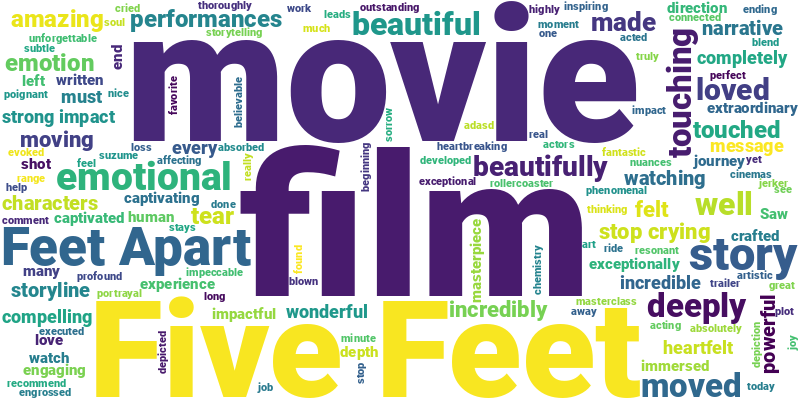 amazing
soul
cried
thoroughly
performances
storytelling
work
leads
much
outstanding
beautiful
highly
moment
one
inspiring
made
acted
direction
connected
narrative
ending
blend
unforgettable
subtle
emotion
end
movie
truly
touching
completely
perfect
left
written
poignant
must
nice
favorite
believable
sorrow
adasd
real
impact
loved
extraordinary
strong impact
moving
loss
every
absorbed
heartbreaking
actors
fantastic
touched
message
evoked
shot
feel
suzume
affecting
really
beginning
developed
beautifully
nuances
journey
yet
range
emotional
film
exceptional
rollercoaster
phenomenal
watching
cinemas
jerker
help
characters
captivating
done
thinking
felt
well
see
comment
captivated
human
tear
stop crying
Saw
Feet Apart
stays
found
masterpiece
chemistry
art
ride
resonant
crafted
story
many
profound
impeccable
blown
exceptionally
artistic
storyline
experience
incredible
trailer
great
portrayal
long
masterclass
compelling
Five Feet
impactful
wonderful
incredibly
away
deeply
powerful
plot
executed
love
depicted
minute
depth
acting
absolutely
depiction
joy
watch
engaging
stop
heartfelt
immersed
recommend
engrossed
job
moved
today